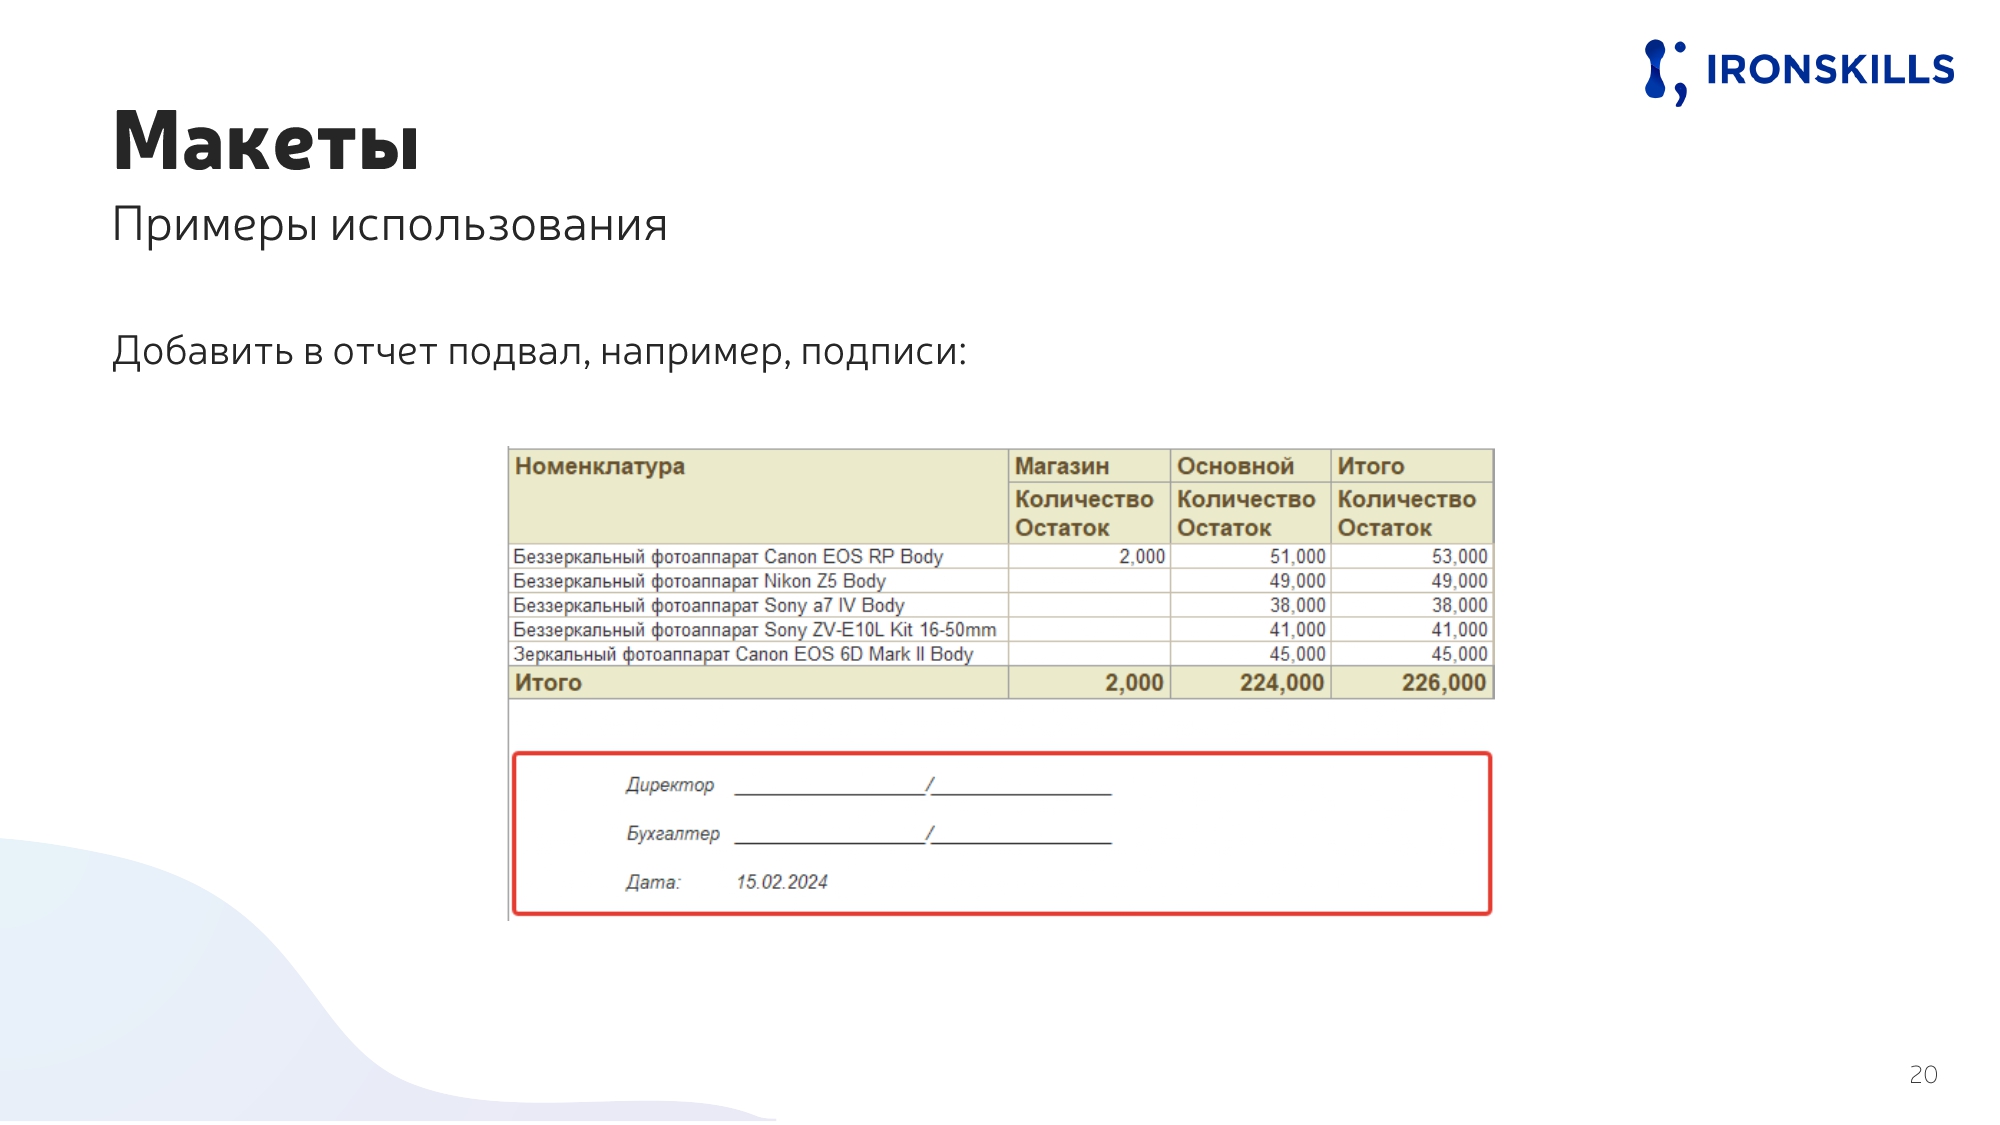 IRONSKILLS
Макеты
Примеры использования
Добавить в отчет подвал, например, подписи:
Номенклатура Магазин Основной Итого
Количество Остаток Количество Остаток Количество Остаток
Беззеркальный фотоаппарат Canon EOS RP Body 2,000 51,000 53,000
Беззеркальный фотоаппарат Nikon Z5 Body 49,000 49,000
Беззеркальный фотоаппарат Sony a7 IV Body 38,000 38,000
Беззеркальный фотоаппарат Sony ZV-E10L Kit 16-50mm 41,000 41,000
Зеркальный фотоаппарат Canon EOS 6D Mark II Body 45,000 45,000
Итого 2,000 224,000 226,000
Директор ___________________/__________________
Бухгалтер ___________________/__________________
Дата: 15.02.2024
20